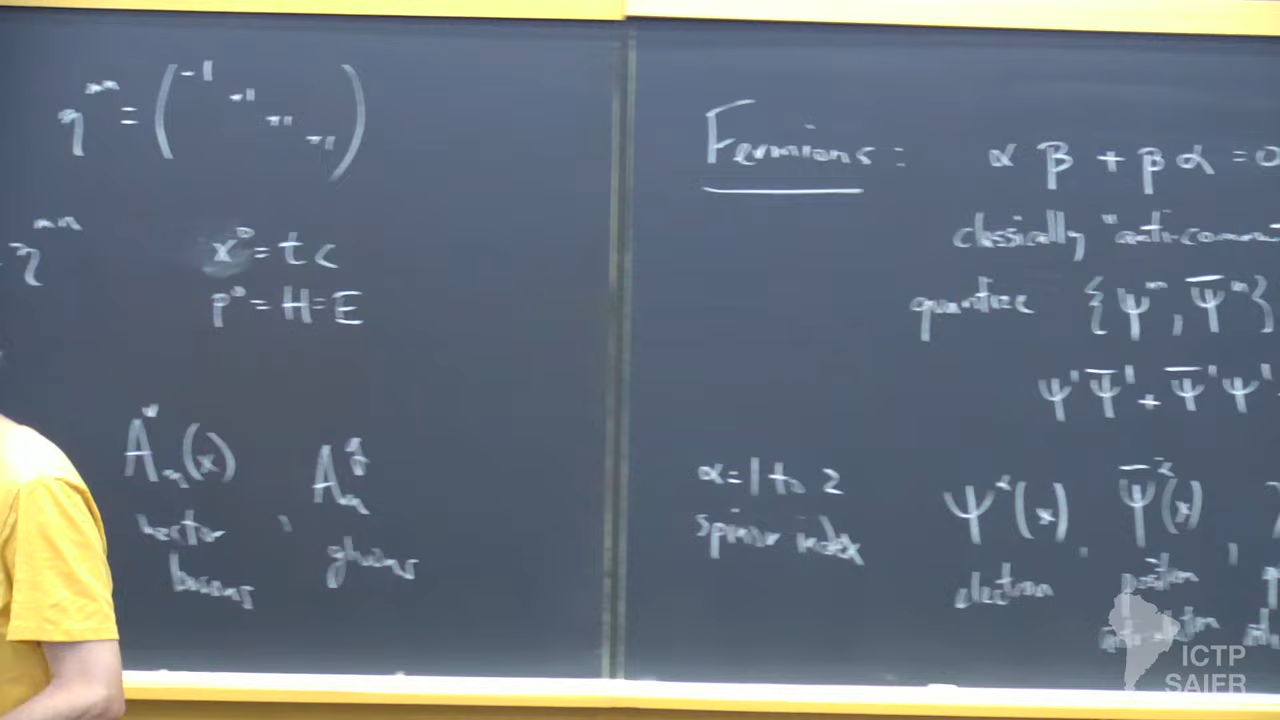 η^{mn} = ( -1
+1
+1
+1 )
η^{mn}
x^0 = t c
p^0 = H = E
A_m(x) , A_m^g
vector
bosons
gluons
Fermions: α β + β α = 0
classically "anti-commu
quantize { ψ^m , ψ̄^n }
ψ^1 ψ̄^1 + ψ̄^1 ψ^1
α = 1 to 2
spinor index
ψ^α(x) , ψ̄^α(x) ,
electron positron
ICTP
SAIFR